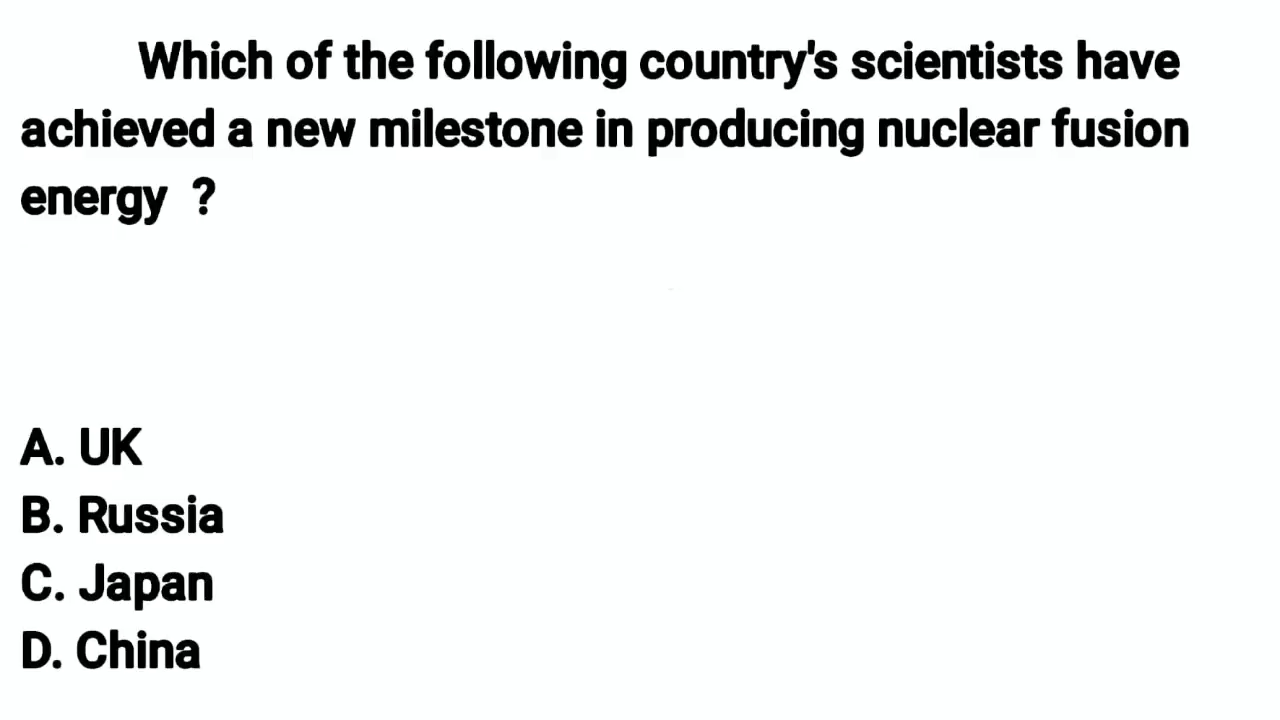 Which of the following country's scientists have
achieved a new milestone in producing nuclear fusion
energy ?
A. UK
B. Russia
C. Japan
D. China